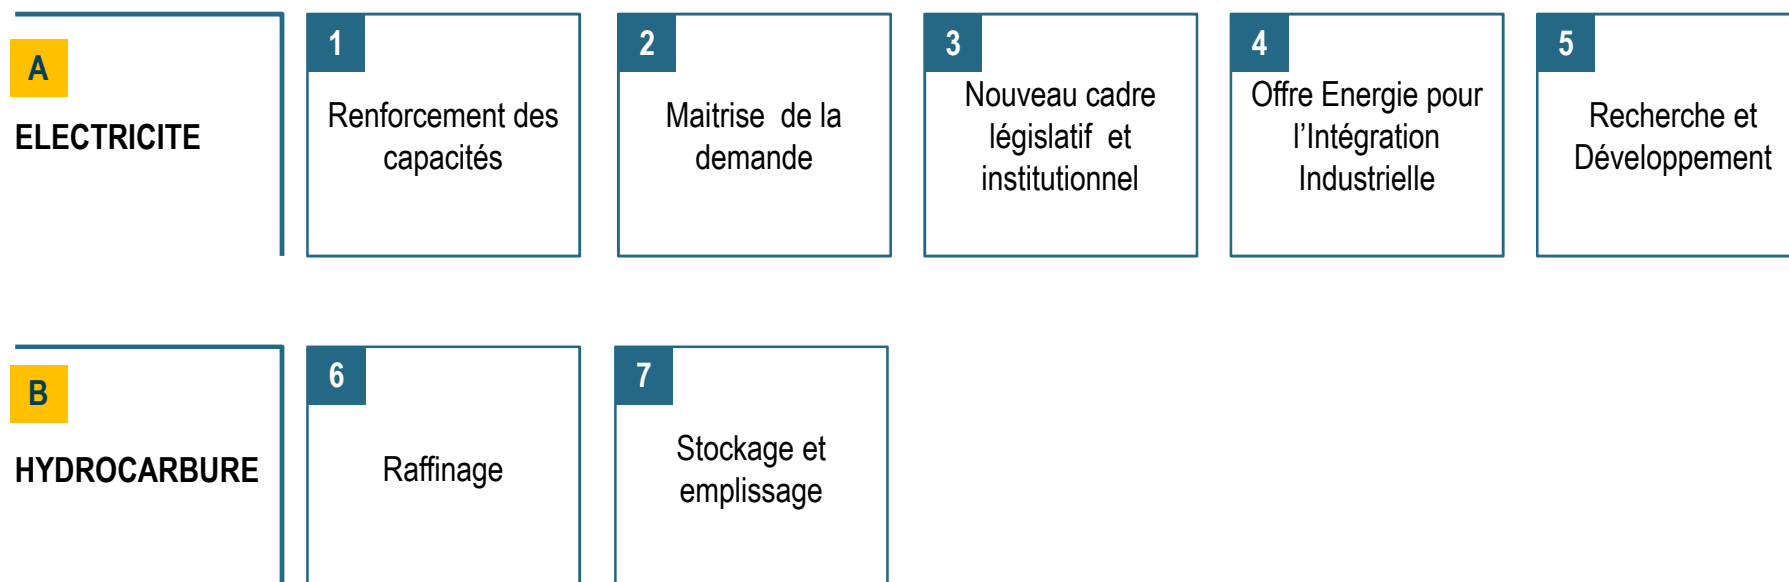 A
ELECTRICITE
1
Renforcement des
capacités
2
Maitrise de la
demande
3
Nouveau cadre
législatif et
institutionnel
4
Offre Energie pour
l’Intégration
Industrielle
5
Recherche et
Développement
B
HYDROCARBURE
6
Raffinage
7
Stockage et
emplissage